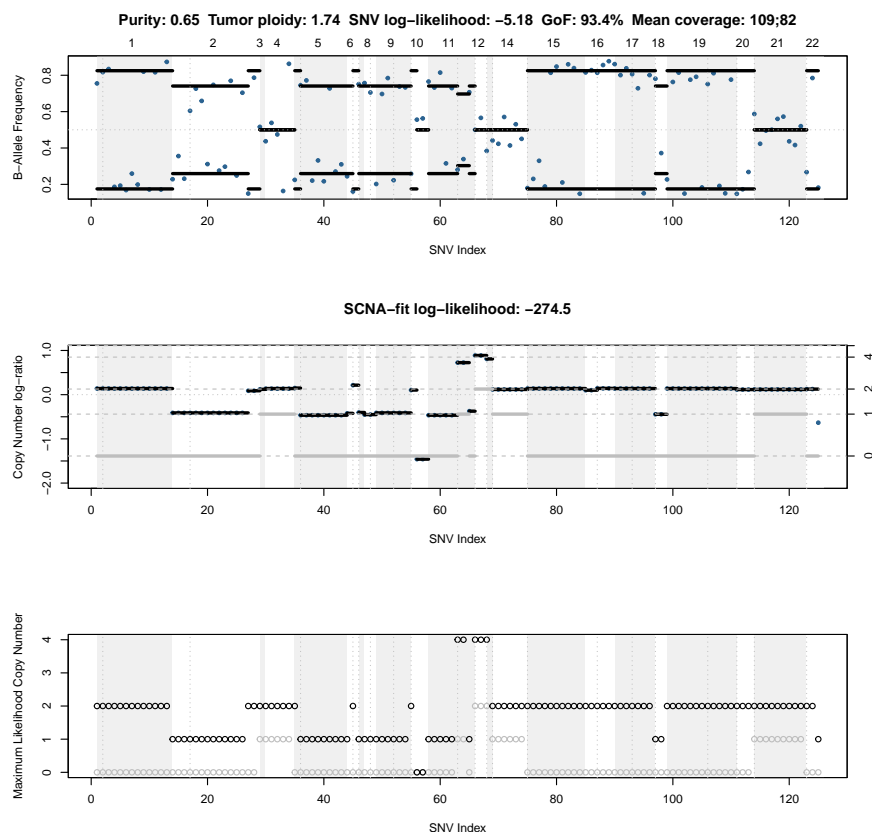 Purity: 0.65 Tumor ploidy: 1.74 SNV log−likelihood: −5.18 GoF: 93.4% Mean coverage: 109;82
1 2 3 4 5 6 8 9 10 11 12 14 15 16 17 18 19 20 21 22
B−Allele Frequency
0.8
0.6
0.4
0.2
0 20 40 60 80 100 120
SNV Index
SCNA−fit log−likelihood: −274.5
Copy Number log−ratio
1.0
0.0
−1.0
−2.0
4
2
1
0
0 20 40 60 80 100 120
SNV Index
Maximum Likelihood Copy Number
4
3
2
1
0
0 20 40 60 80 100 120
SNV Index